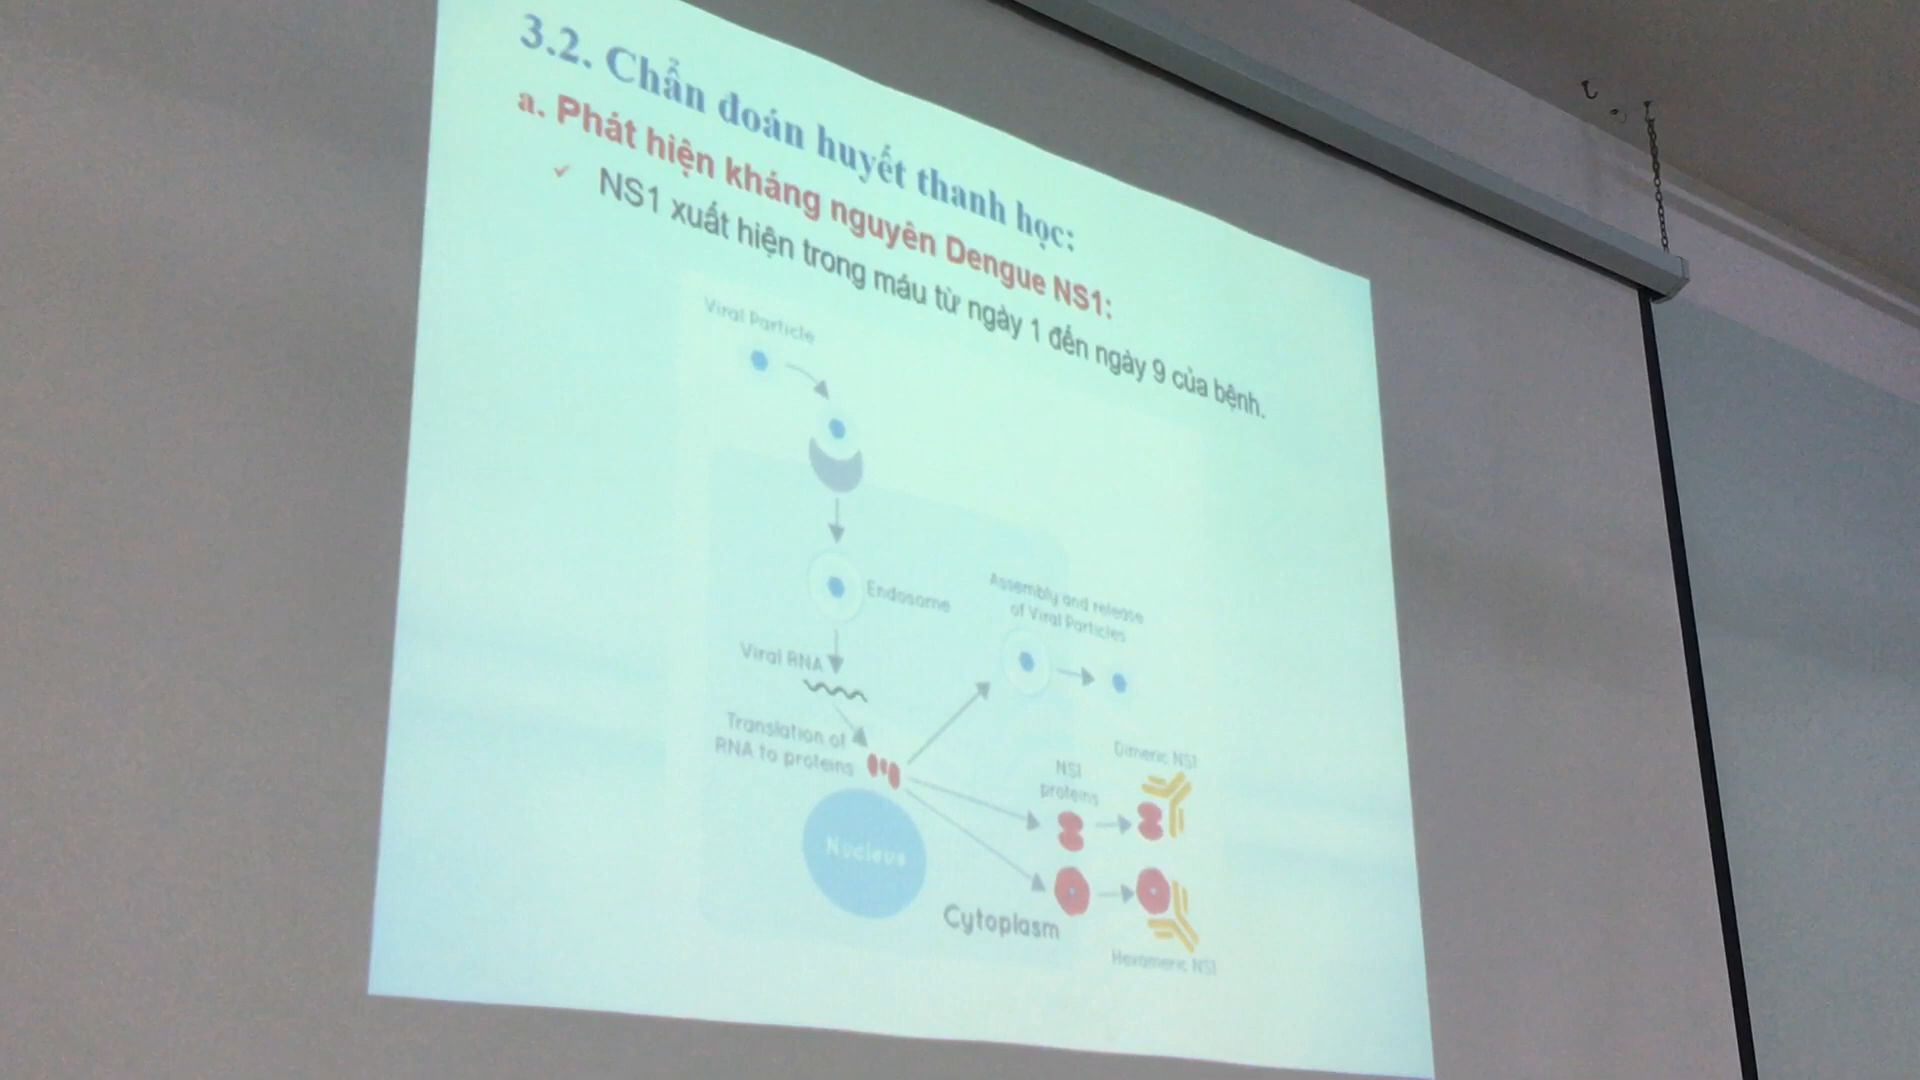 3.2. Chẩn đoán huyết thanh học:
a. Phát hiện kháng nguyên Dengue NS1:
✓ NS1 xuất hiện trong máu từ ngày 1 đến ngày 9 của bệnh.
Viral Particle
Endosome
Assembly and release
of Viral Particles
Viral RNA
Translation of
RNA to proteins
Dimeric NS1
NS1
proteins
Nucleus
Cytoplasm
Hexameric NS1